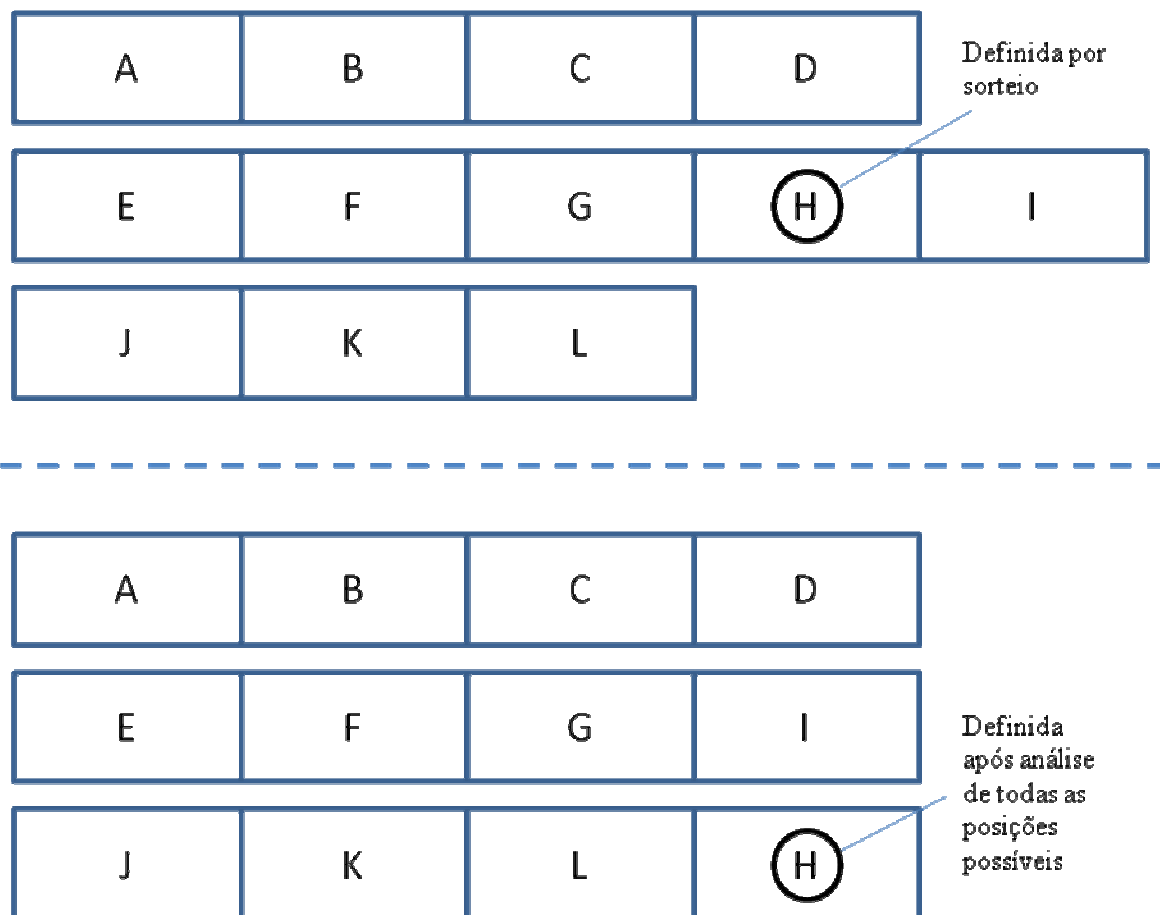 A B C D
Definida por
sorteio
E F G H I
J K L
A B C D
E F G I
Definida
após análise
de todas as
posições
possíveis
J K L H